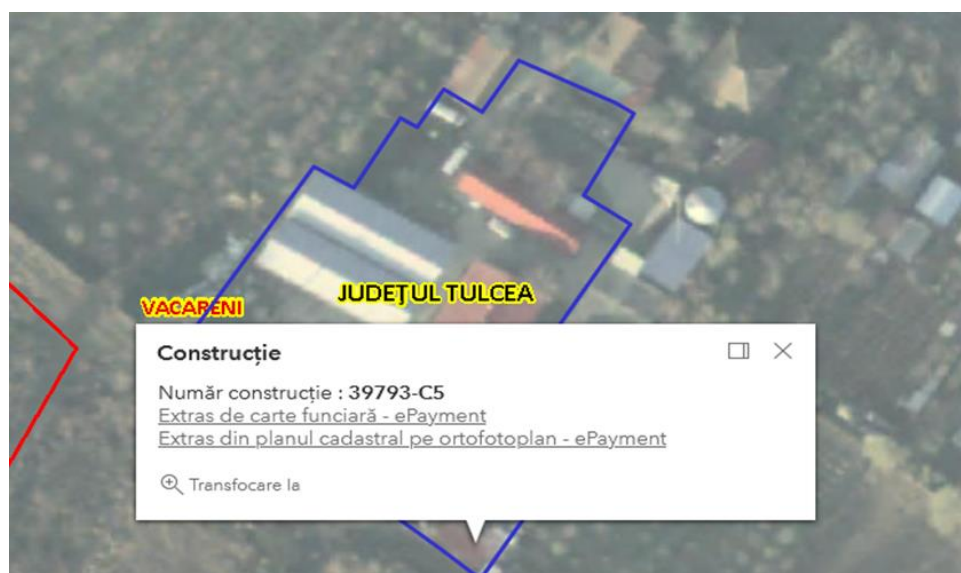 JUDEȚUL TULCEA
VACARENI
Construcție
Număr construcție : 39793-C5
Extras de carte funciară - ePayment
Extras din planul cadastral pe ortofotoplan - ePayment
Transfocare la